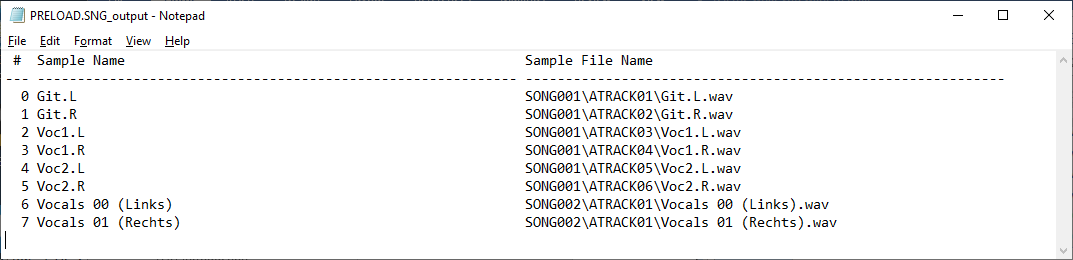 PRELOAD.SNG_output - Notepad
File Edit Format View Help
# Sample Name Sample File Name
--- ------------------------------------------------------------ ------------------------------------------------------------
0 Git.L SONG001\ATRACK01\Git.L.wav
1 Git.R SONG001\ATRACK02\Git.R.wav
2 Voc1.L SONG001\ATRACK03\Voc1.L.wav
3 Voc1.R SONG001\ATRACK04\Voc1.R.wav
4 Voc2.L SONG001\ATRACK05\Voc2.L.wav
5 Voc2.R SONG001\ATRACK06\Voc2.R.wav
6 Vocals 00 (Links) SONG002\ATRACK01\Vocals 00 (Links).wav
7 Vocals 01 (Rechts) SONG002\ATRACK01\Vocals 01 (Rechts).wav